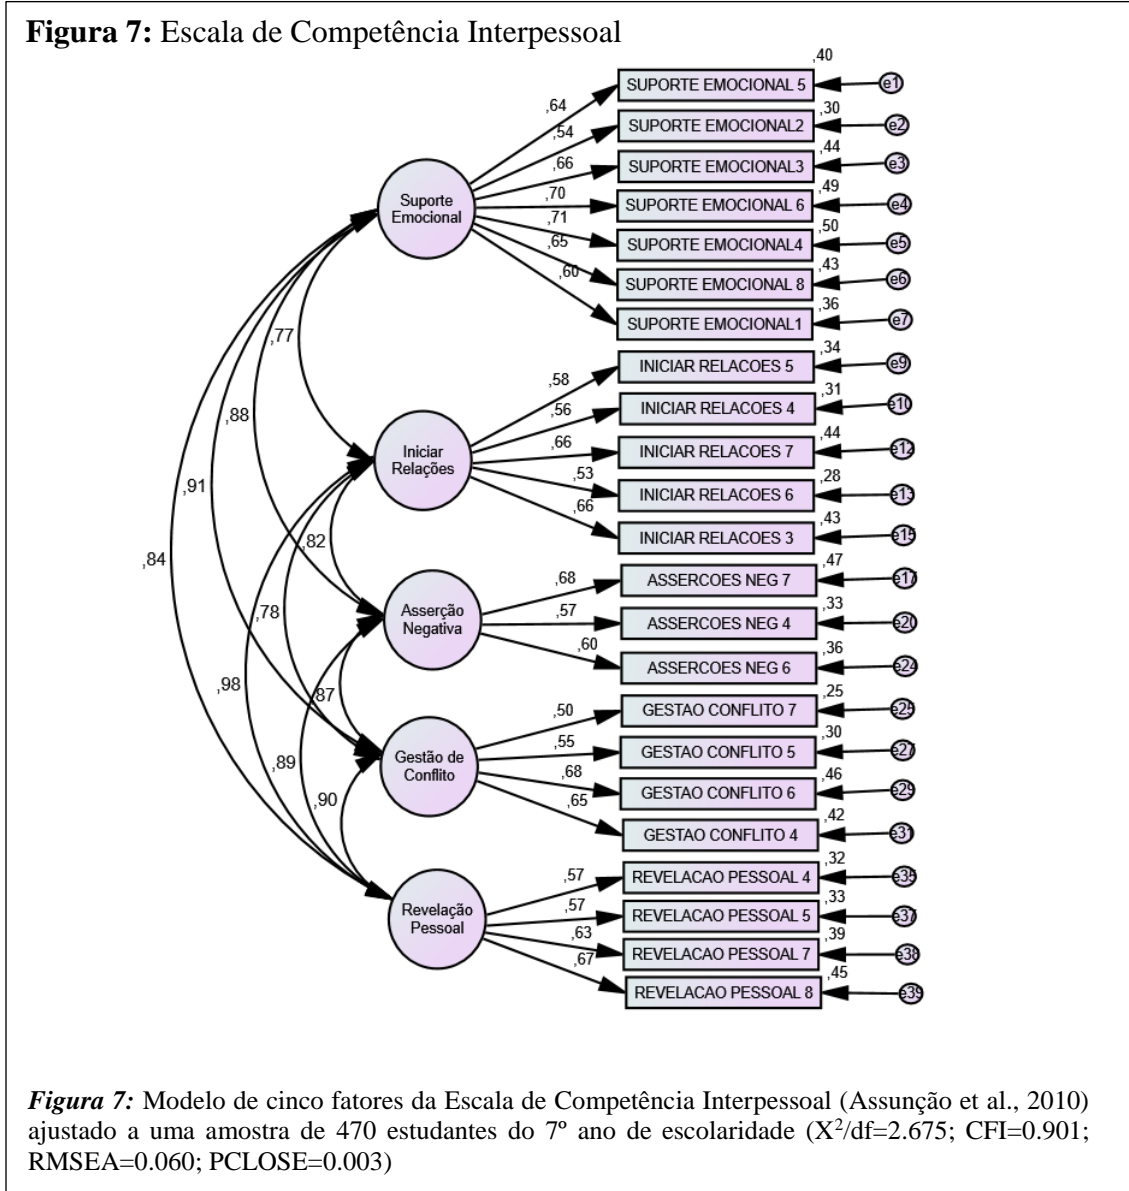 Figura 7: Escala de Competência Interpessoal
,40
SUPORTE EMOCIONAL 5
e1
,64
,30
SUPORTE EMOCIONAL2
e2
,54
,44
SUPORTE EMOCIONAL3
e3
,66
,49
SUPORTE EMOCIONAL 6
e4
,70
,50
SUPORTE EMOCIONAL4
e5
,71
,43
SUPORTE EMOCIONAL 8
e6
,65
,36
SUPORTE EMOCIONAL1
e7
,60
Suporte
Emocional
,34
INICIAR RELACOES 5
e9
,58
,31
INICIAR RELACOES 4
e10
,56
,44
INICIAR RELACOES 7
e12
,66
,28
INICIAR RELACOES 6
e13
,53
,43
INICIAR RELACOES 3
e15
,66
Iniciar
Relações
,47
ASSERCOES NEG 7
e17
,68
,33
ASSERCOES NEG 4
e20
,57
,36
ASSERCOES NEG 6
e24
,60
Asserção
Negativa
,25
GESTAO CONFLITO 7
e25
,50
,30
GESTAO CONFLITO 5
e27
,55
,46
GESTAO CONFLITO 6
e29
,68
,42
GESTAO CONFLITO 4
e31
,65
Gestão de
Conflito
,32
REVELACAO PESSOAL 4
e35
,57
,33
REVELACAO PESSOAL 5
e37
,57
,39
REVELACAO PESSOAL 7
e38
,63
,45
REVELACAO PESSOAL 8
e39
,67
Revelação
Pessoal
,77
,88
,91
,84
,82
,78
,98
,87
,89
,90
Figura 7: Modelo de cinco fatores da Escala de Competência Interpessoal (Assunção et al., 2010)
ajustado a uma amostra de 470 estudantes do 7º ano de escolaridade (X²/df=2.675; CFI=0.901;
RMSEA=0.060; PCLOSE=0.003)